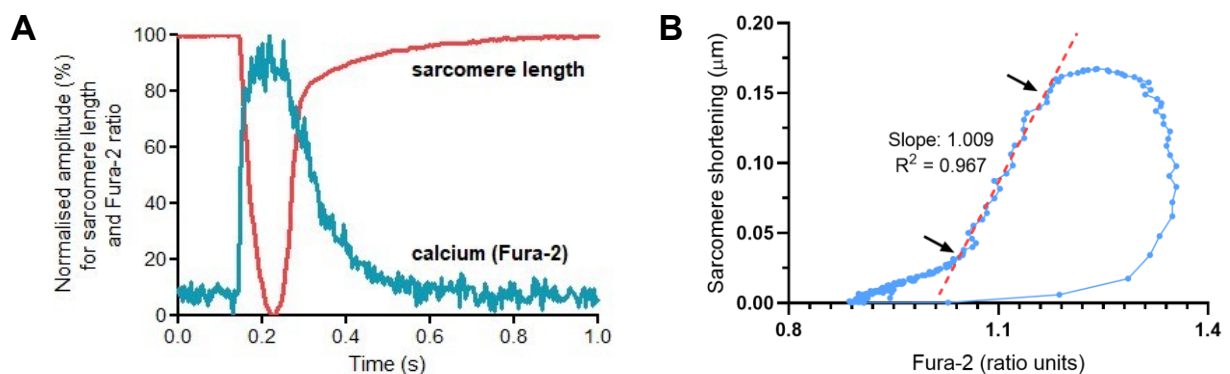 A
Normalised amplitude (%)
for sarcomere length
and Fura-2 ratio
100
80
60
40
20
0
sarcomere length
calcium (Fura-2)
0.0 0.2 0.4 0.6 0.8 1.0
Time (s)
B
Sarcomere shortening (μm)
0.20
0.15
0.10
0.05
0.00
Slope: 1.009
R² = 0.967
0.8 1.1 1.4
Fura-2 (ratio units)